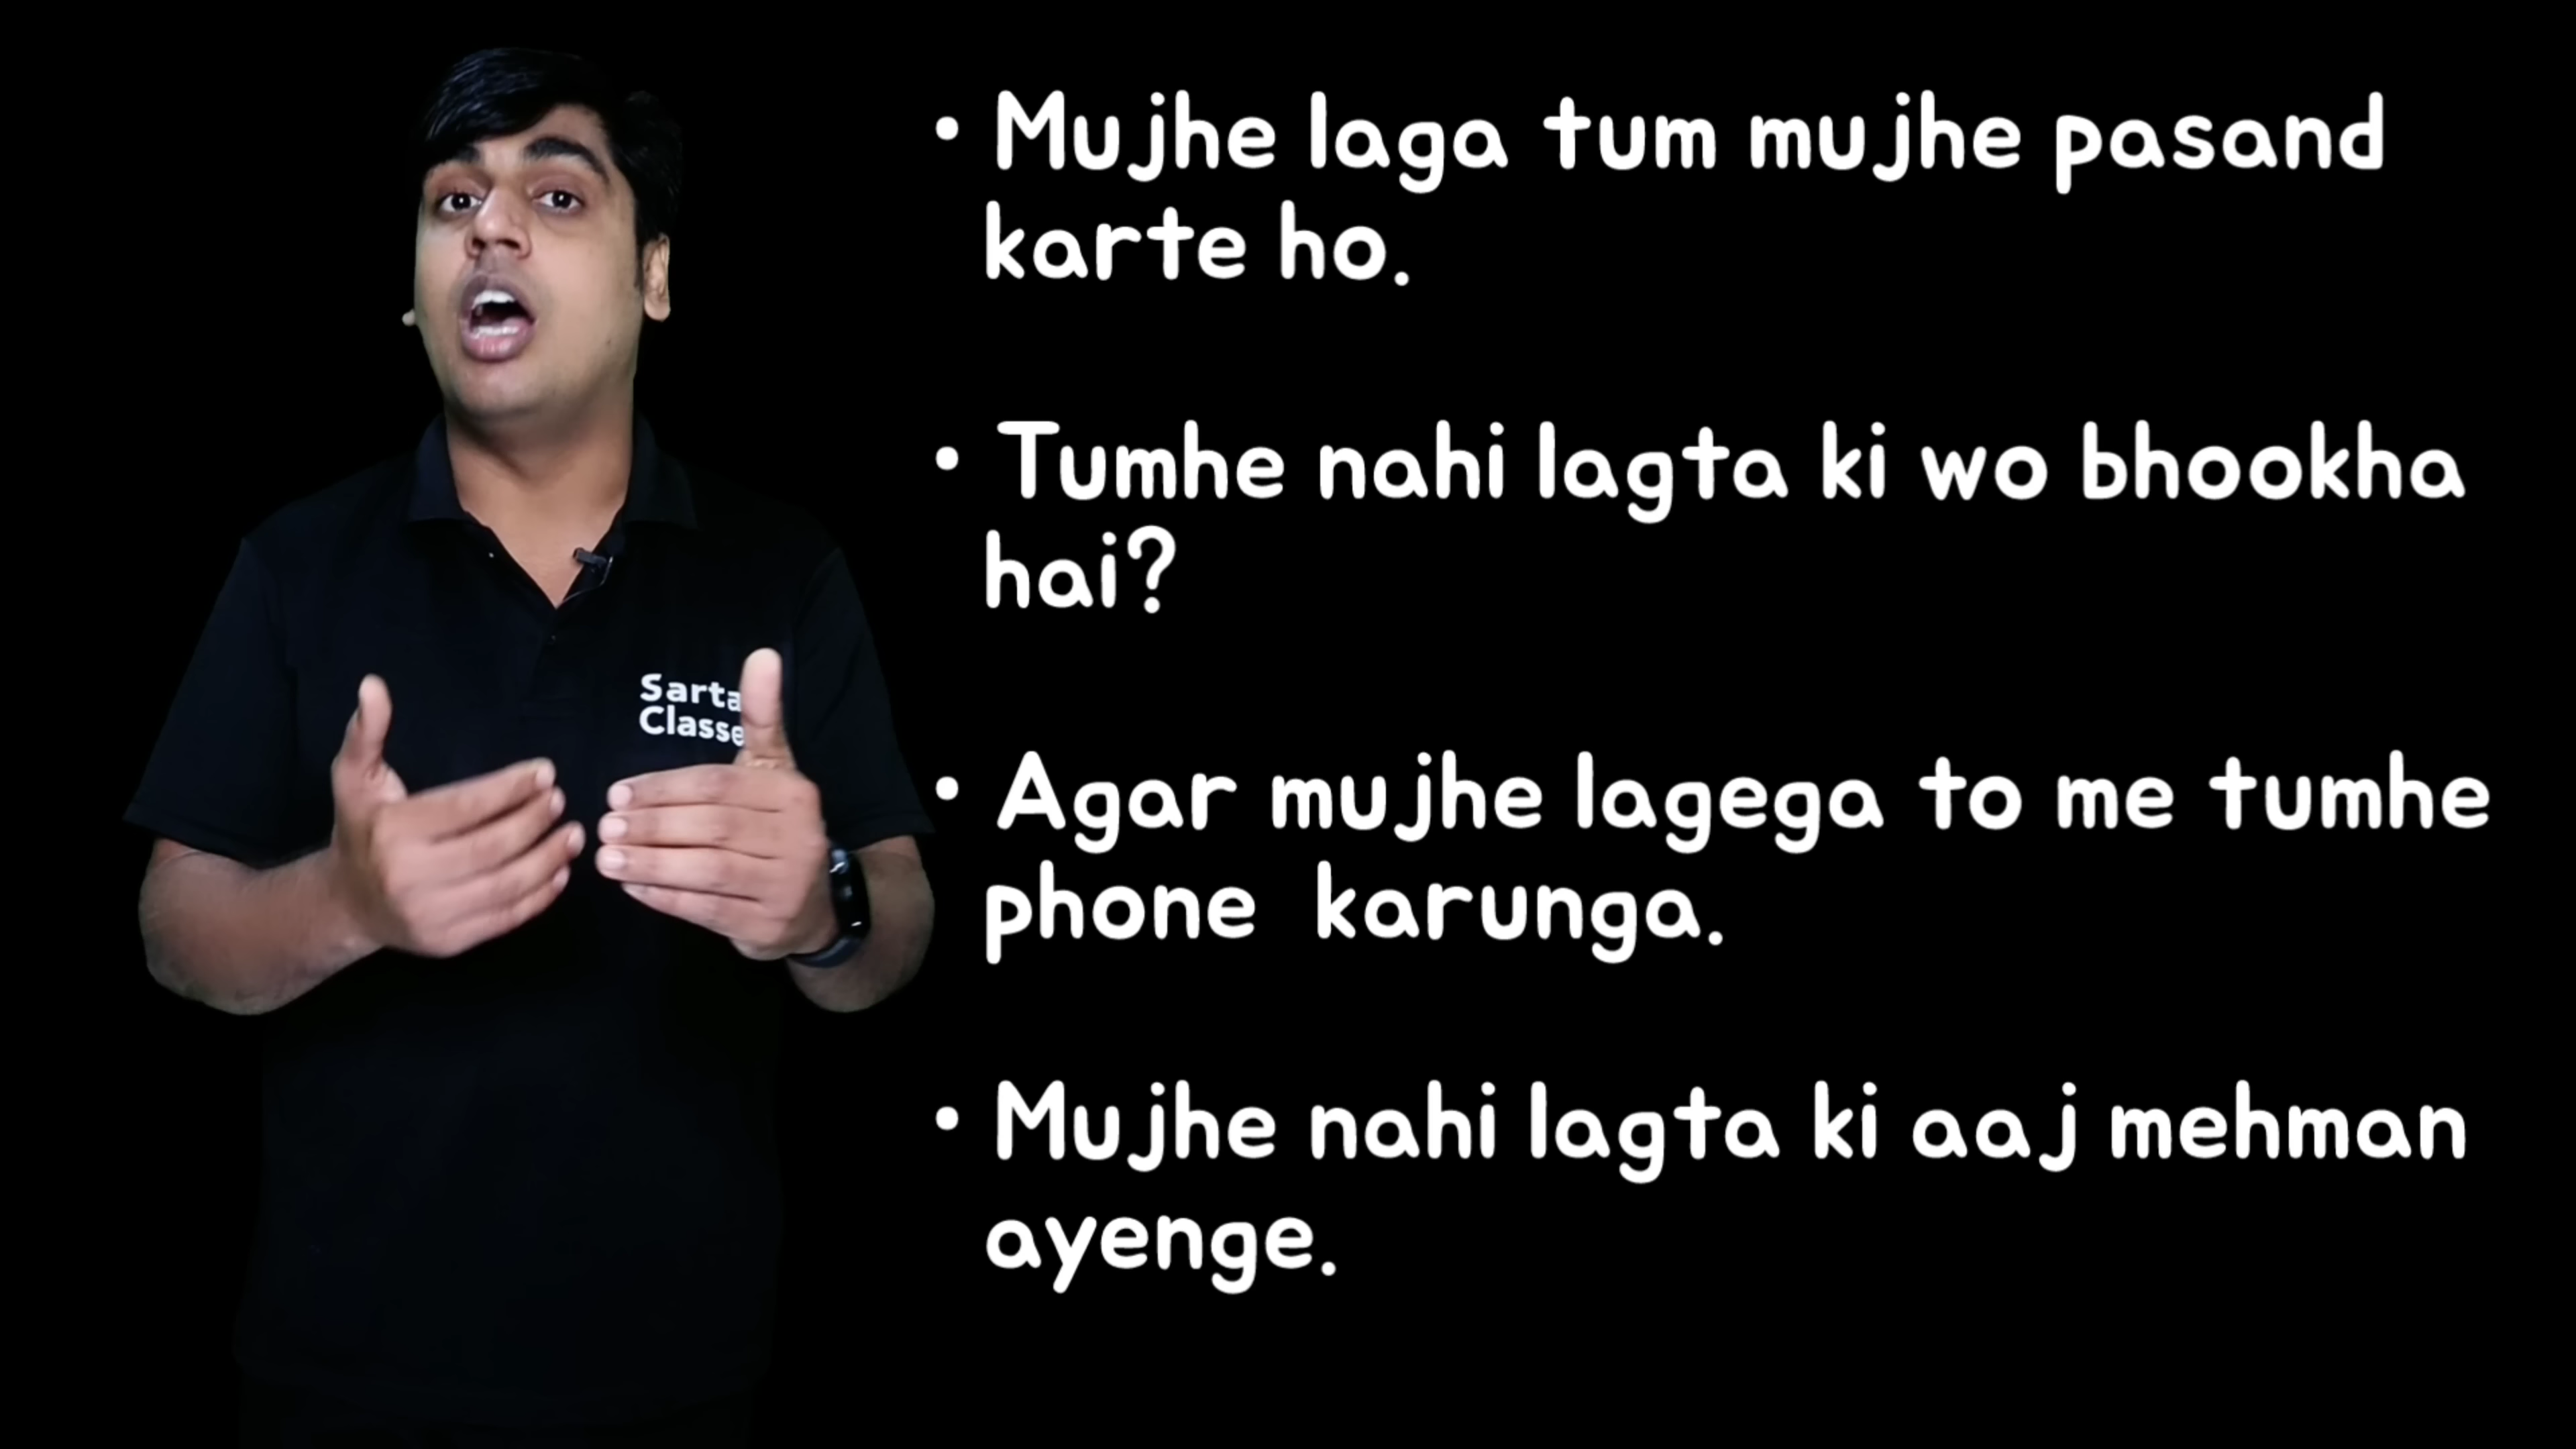 • Mujhe laga tum mujhe pasand
karte ho.
• Tumhe nahi lagta ki wo bhookha
hai?
• Agar mujhe lagega to me tumhe
phone karunga.
• Mujhe nahi lagta ki aaj mehman
ayenge.